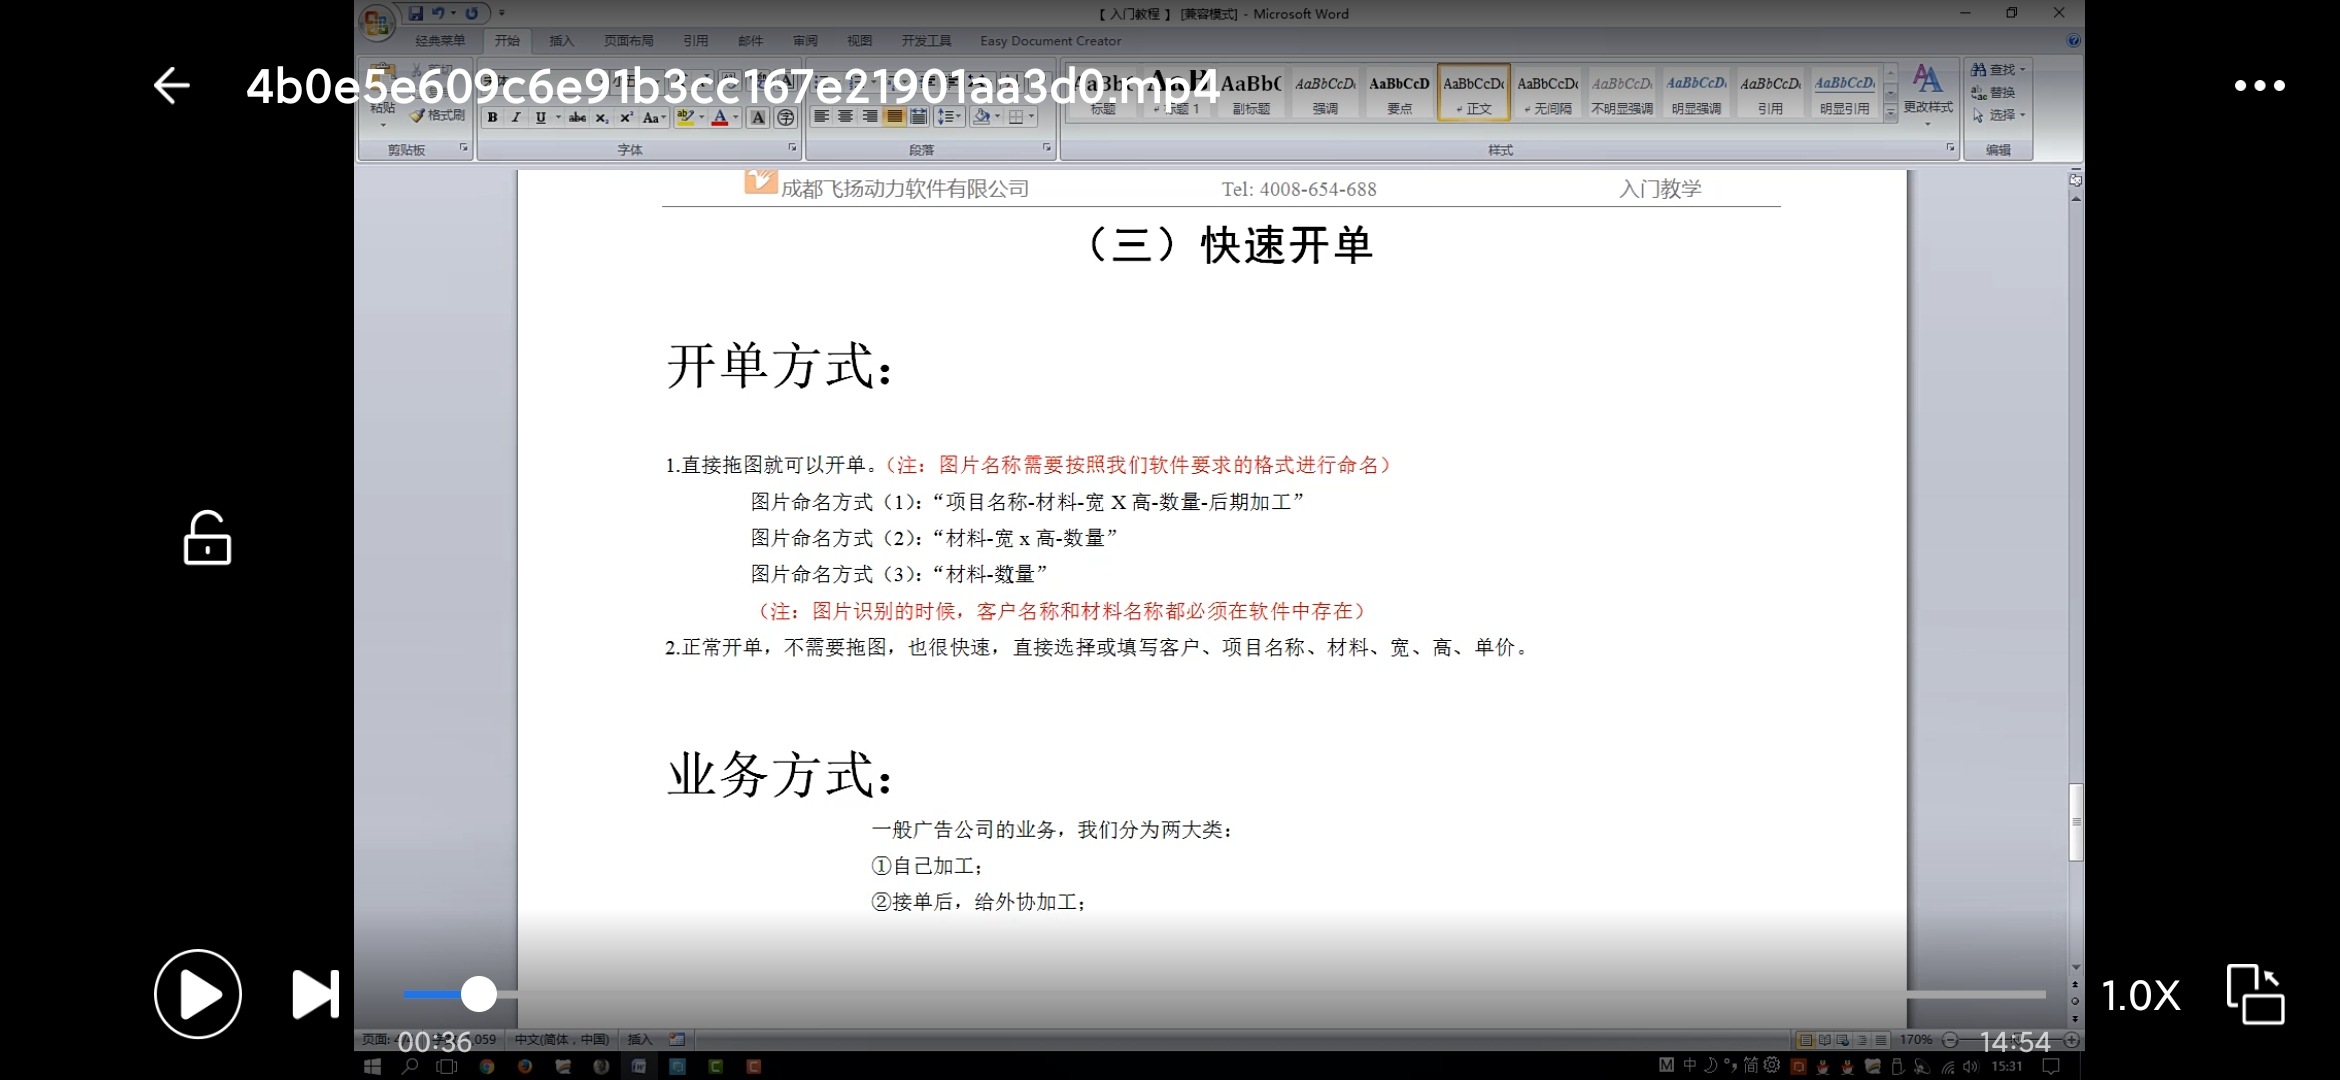 【 入门教程 】 [兼容模式] - Microsoft Word
经典菜单 开始 插入 页面布局 引用 邮件 审阅 视图 开发工具 Easy Document Creator
4b0e5e609c6e91b3cc167e21901aa3d0.mp4
AaBbC AaBbCcD AaBbCcD AaBbCcD AaBbCcD AaBbCcD AaBbCcD AaBbCcD AaBbCcD
粘贴 格式刷
标题 标题 1 副标题 强调 要点 正文 无间隔 不明显强调 明显强调 引用 明显引用 更改样式
查找
替换
选择
剪贴板 字体 段落 样式 编辑
成都飞扬动力软件有限公司 Tel: 4008-654-688 入门教学
（三）快速开单
开单方式：
1.直接拖图就可以开单。（注：图片名称需要按照我们软件要求的格式进行命名）
图片命名方式（1）：“项目名称-材料-宽 X 高-数量-后期加工”
图片命名方式（2）：“材料-宽 x 高-数量”
图片命名方式（3）：“材料-数量”
（注：图片识别的时候，客户名称和材料名称都必须在软件中存在）
2.正常开单，不需要拖图，也很快速，直接选择或填写客户、项目名称、材料、宽、高、单价。
业务方式：
一般广告公司的业务，我们分为两大类：
①自己加工；
②接单后，给外协加工；
1.0X
00:36 14:54
页面: 中文(简体，中国) 插入 170%
中 简 15:31